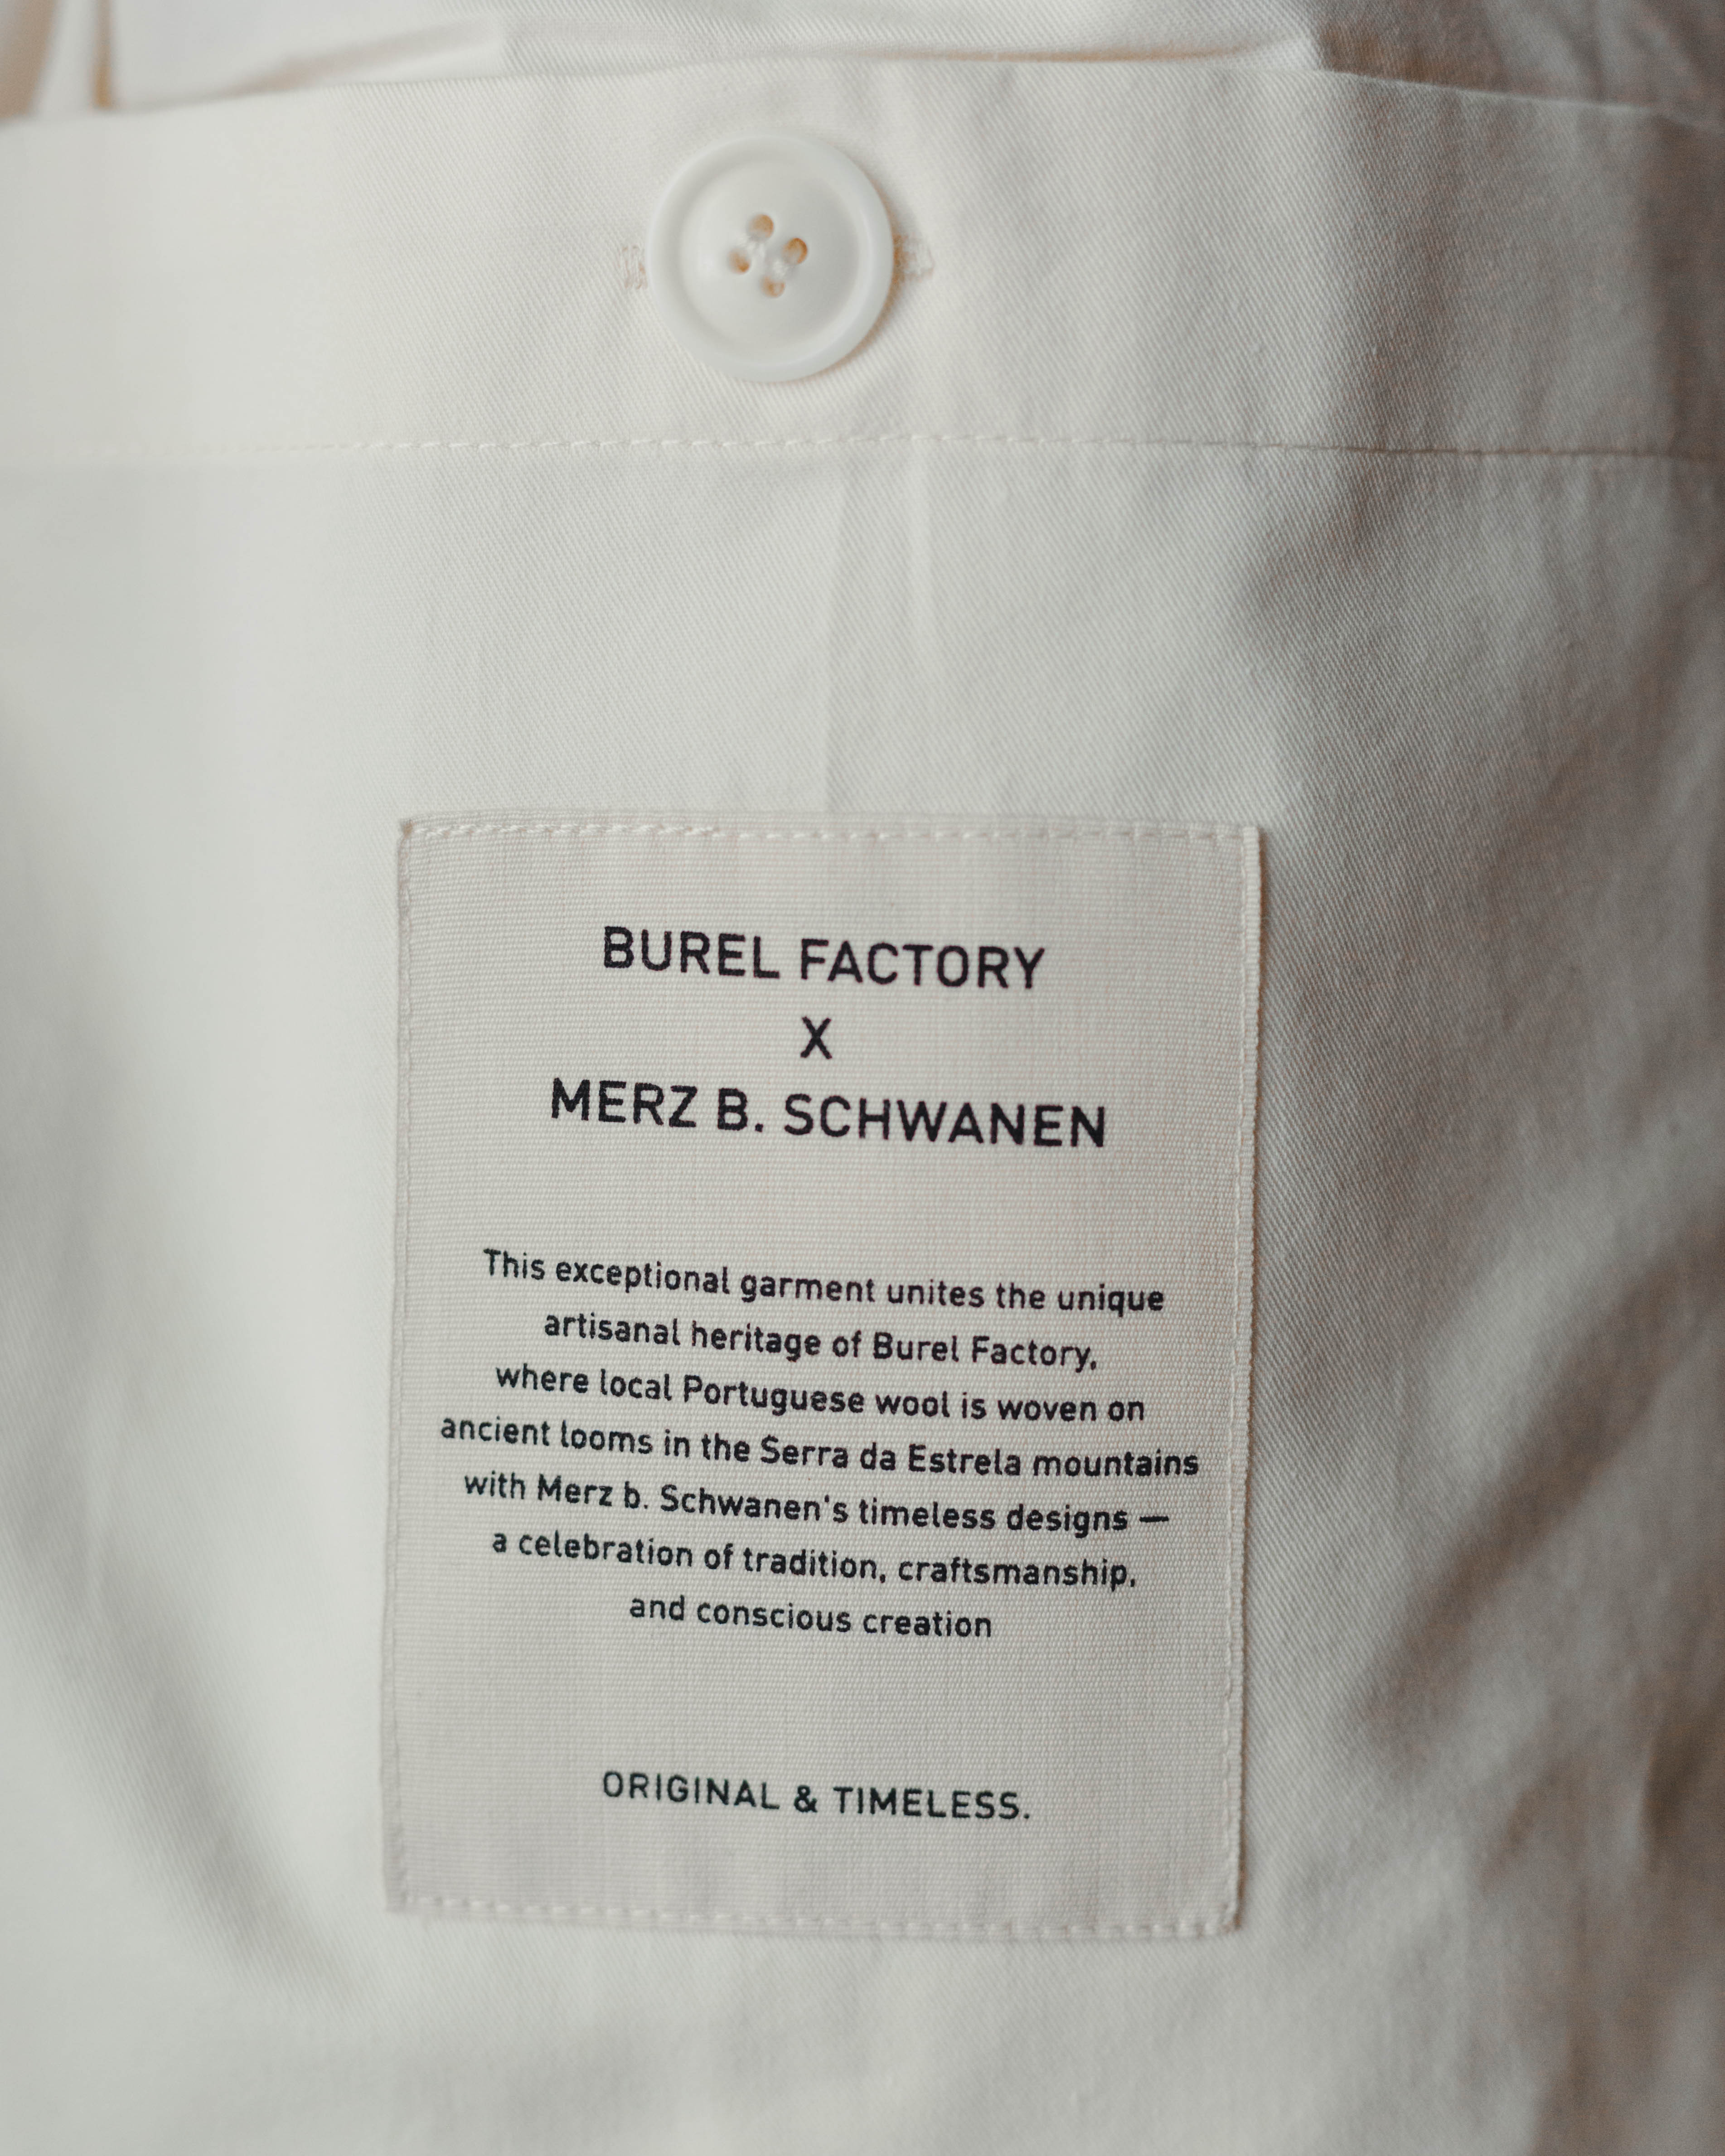 BUREL FACTORY
X
MERZ B. SCHWANEN
This exceptional garment unites the unique
artisanal heritage of Burel Factory,
where local Portuguese wool is woven on
ancient looms in the Serra da Estrela mountains
with Merz b. Schwanen's timeless designs —
a celebration of tradition, craftsmanship,
and conscious creation
ORIGINAL & TIMELESS.